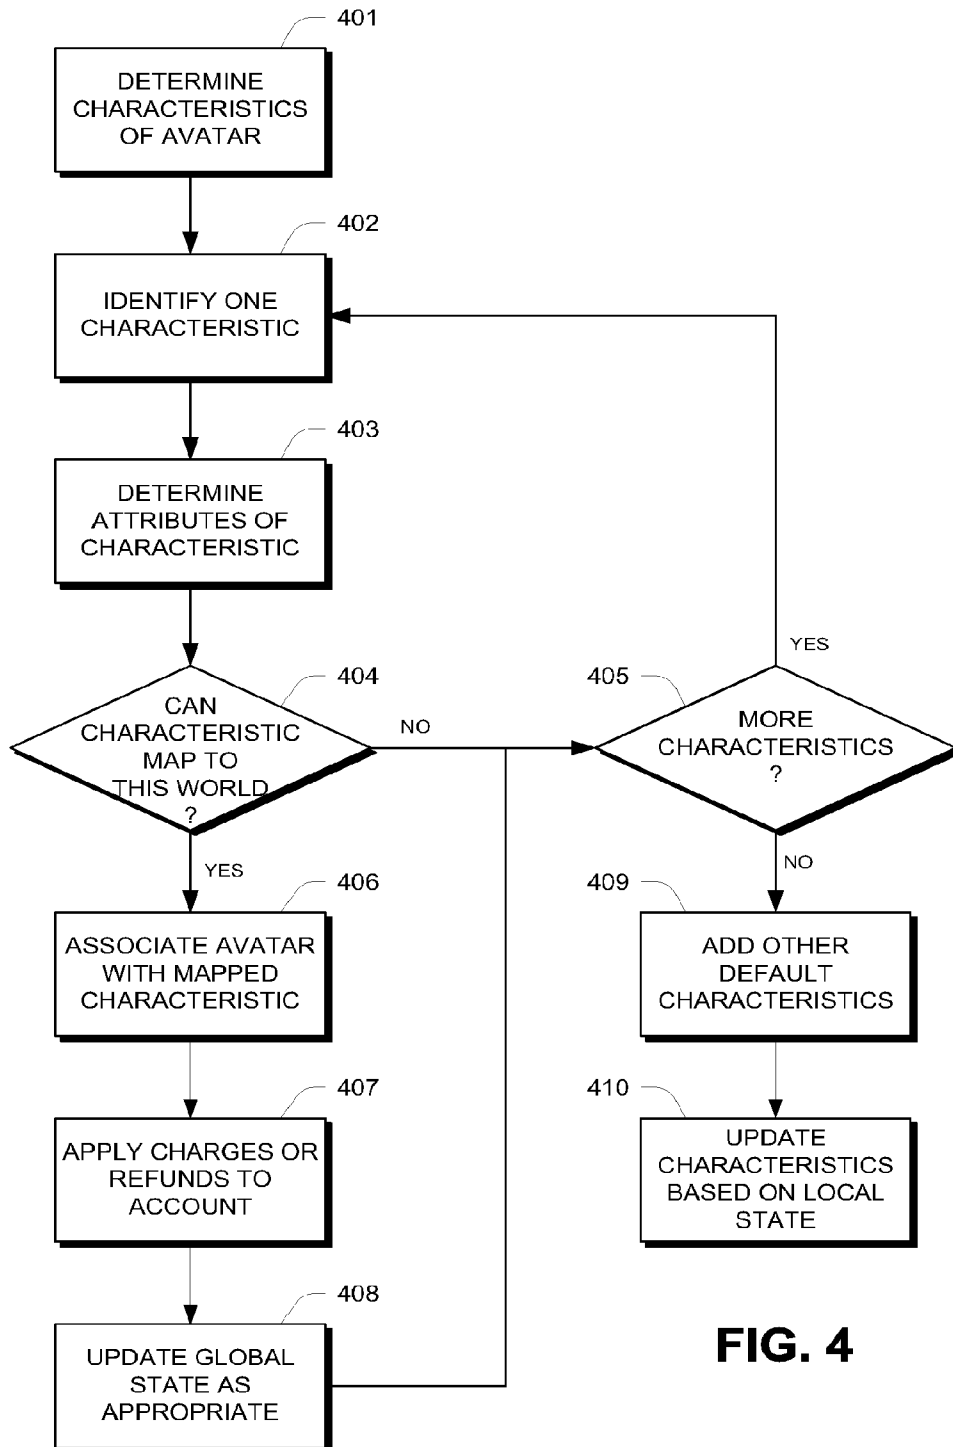 401
DETERMINE
CHARACTERISTICS
OF AVATAR
402
IDENTIFY ONE
CHARACTERISTIC
403
DETERMINE
ATTRIBUTES OF
CHARACTERISTIC
404
CAN
CHARACTERISTIC
MAP TO
THIS WORLD
?
NO
YES
405
MORE
CHARACTERISTICS
?
YES
NO
406
ASSOCIATE AVATAR
WITH MAPPED
CHARACTERISTIC
407
APPLY CHARGES OR
REFUNDS TO
ACCOUNT
408
UPDATE GLOBAL
STATE AS
APPROPRIATE
409
ADD OTHER
DEFAULT
CHARACTERISTICS
410
UPDATE
CHARACTERISTICS
BASED ON LOCAL
STATE
FIG. 4